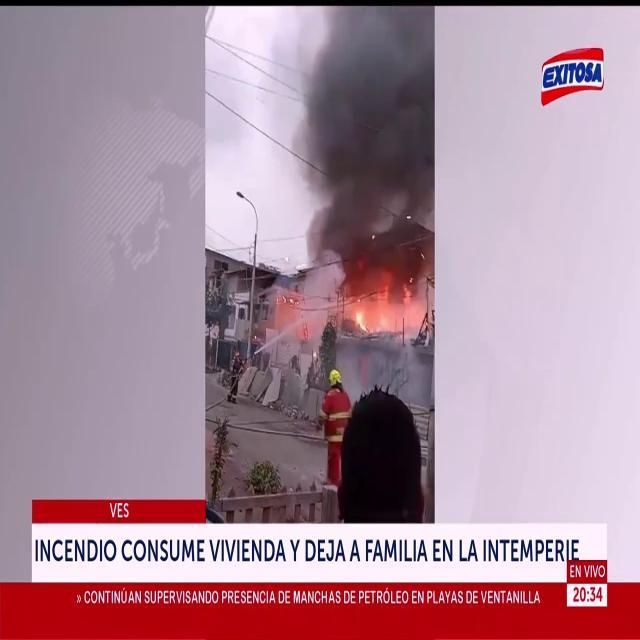 EXITOSA
VES
INCENDIO CONSUME VIVIENDA Y DEJA A FAMILIA EN LA INTEMPERIE
EN VIVO
» CONTINÚAN SUPERVISANDO PRESENCIA DE MANCHAS DE PETRÓLEO EN PLAYAS DE VENTANILLA
20:34